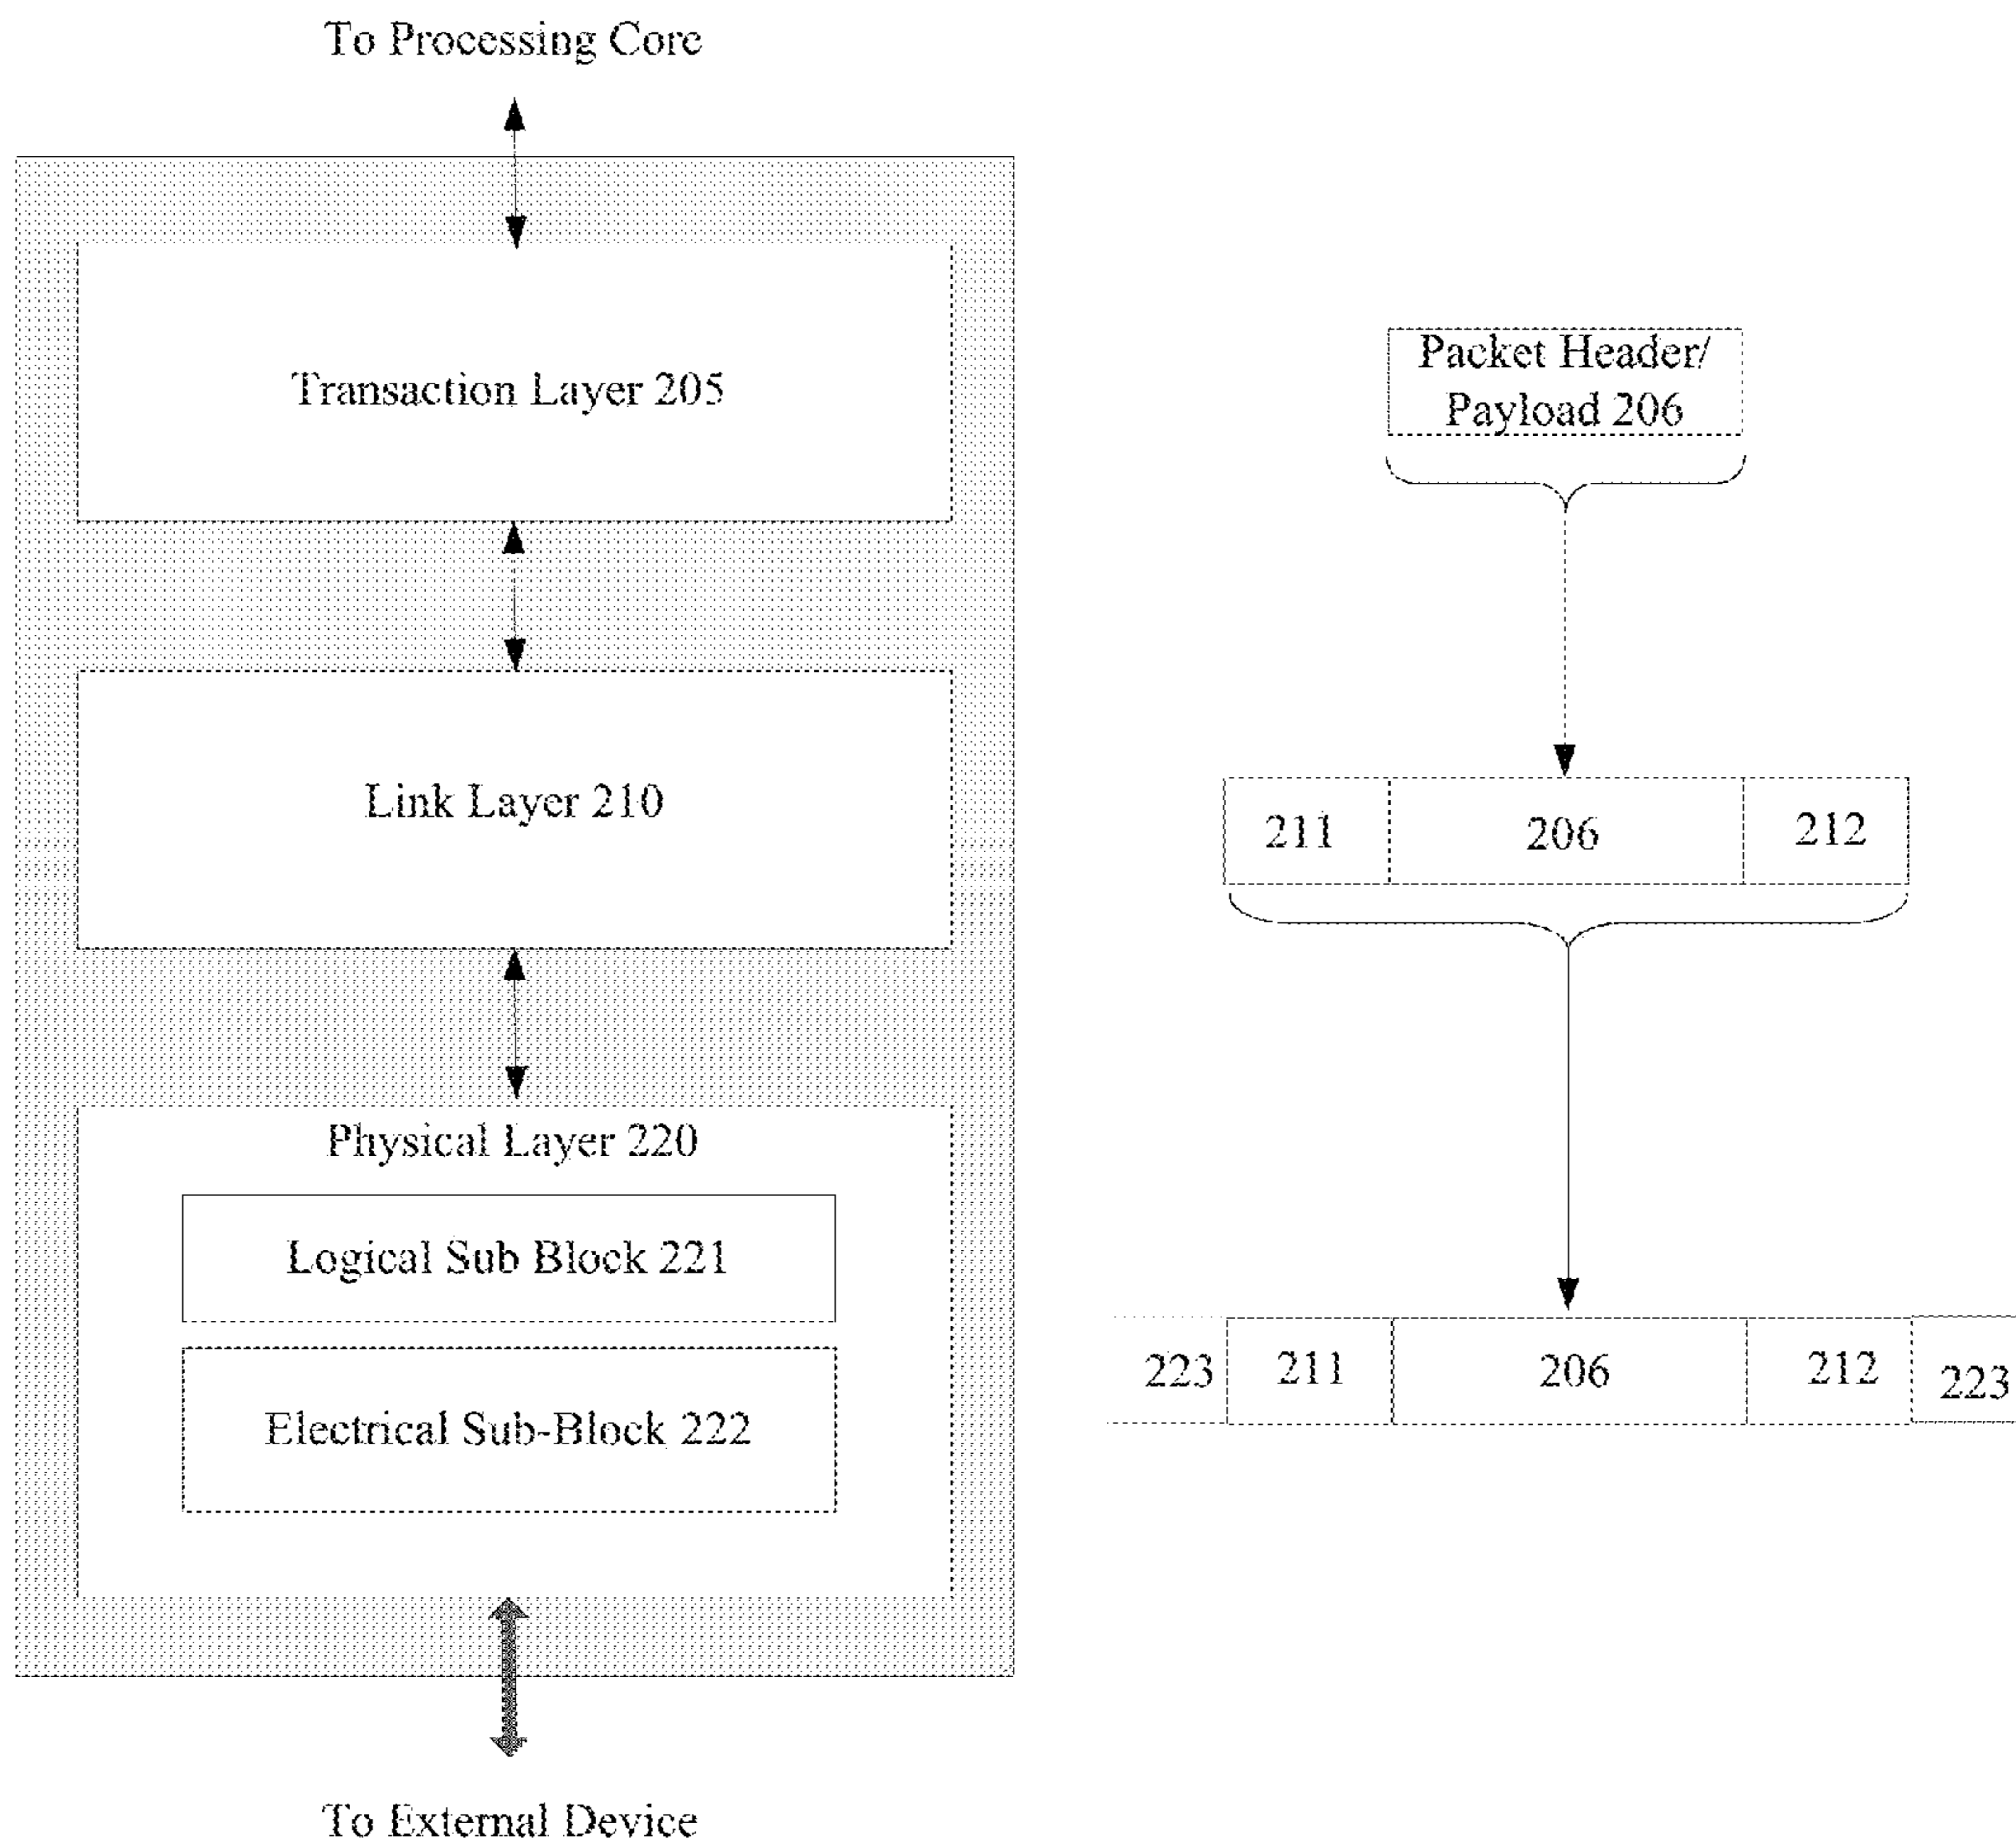 To Processing Core
Transaction Layer 205
Packet Header/
Payload 206
Link Layer 210
211 206 212
Physical Layer 220
Logical Sub Block 221
Electrical Sub-Block 222
223 211 206 212 223
To External Device